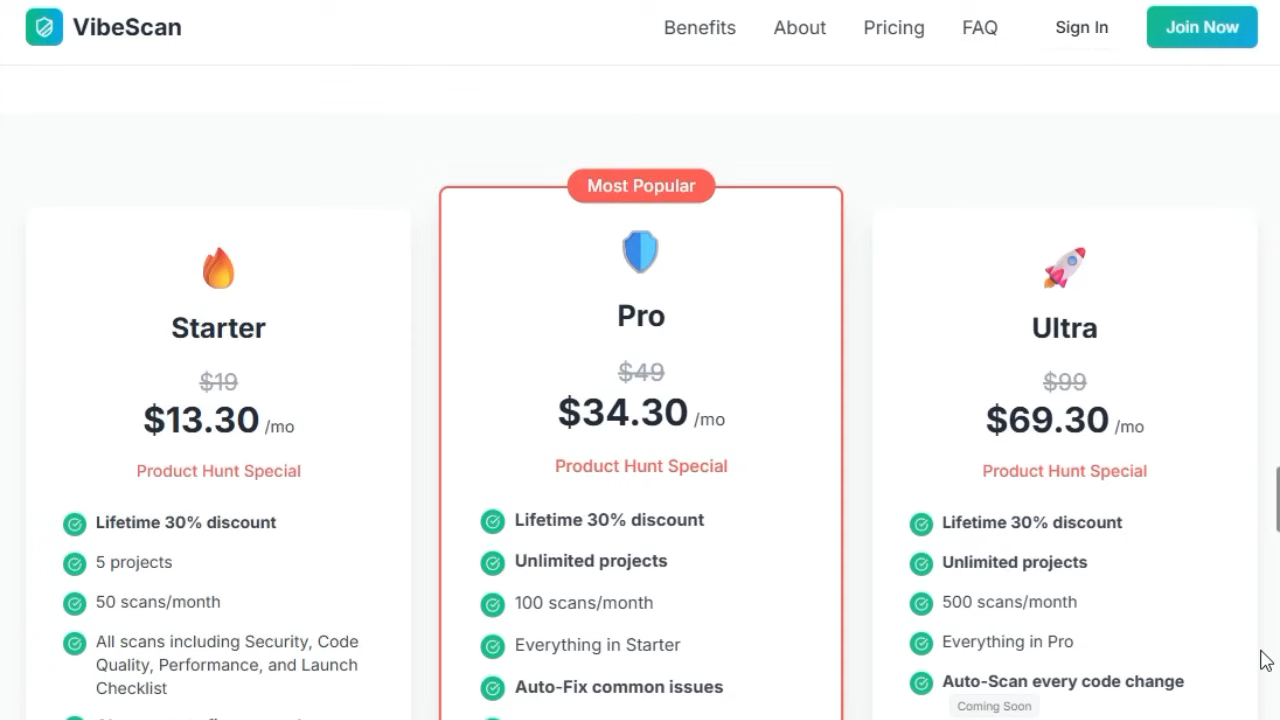 VibeScan
Benefits
About
Pricing
FAQ
Sign In
Join Now
Starter
$19
$13.30 /mo
Product Hunt Special
Lifetime 30% discount
5 projects
50 scans/month
All scans including Security, Code
Quality, Performance, and Launch
Checklist
Most Popular
Pro
$49
$34.30 /mo
Product Hunt Special
Lifetime 30% discount
Unlimited projects
100 scans/month
Everything in Starter
Auto-Fix common issues
Ultra
$99
$69.30 /mo
Product Hunt Special
Lifetime 30% discount
Unlimited projects
500 scans/month
Everything in Pro
Auto-Scan every code change
Coming Soon